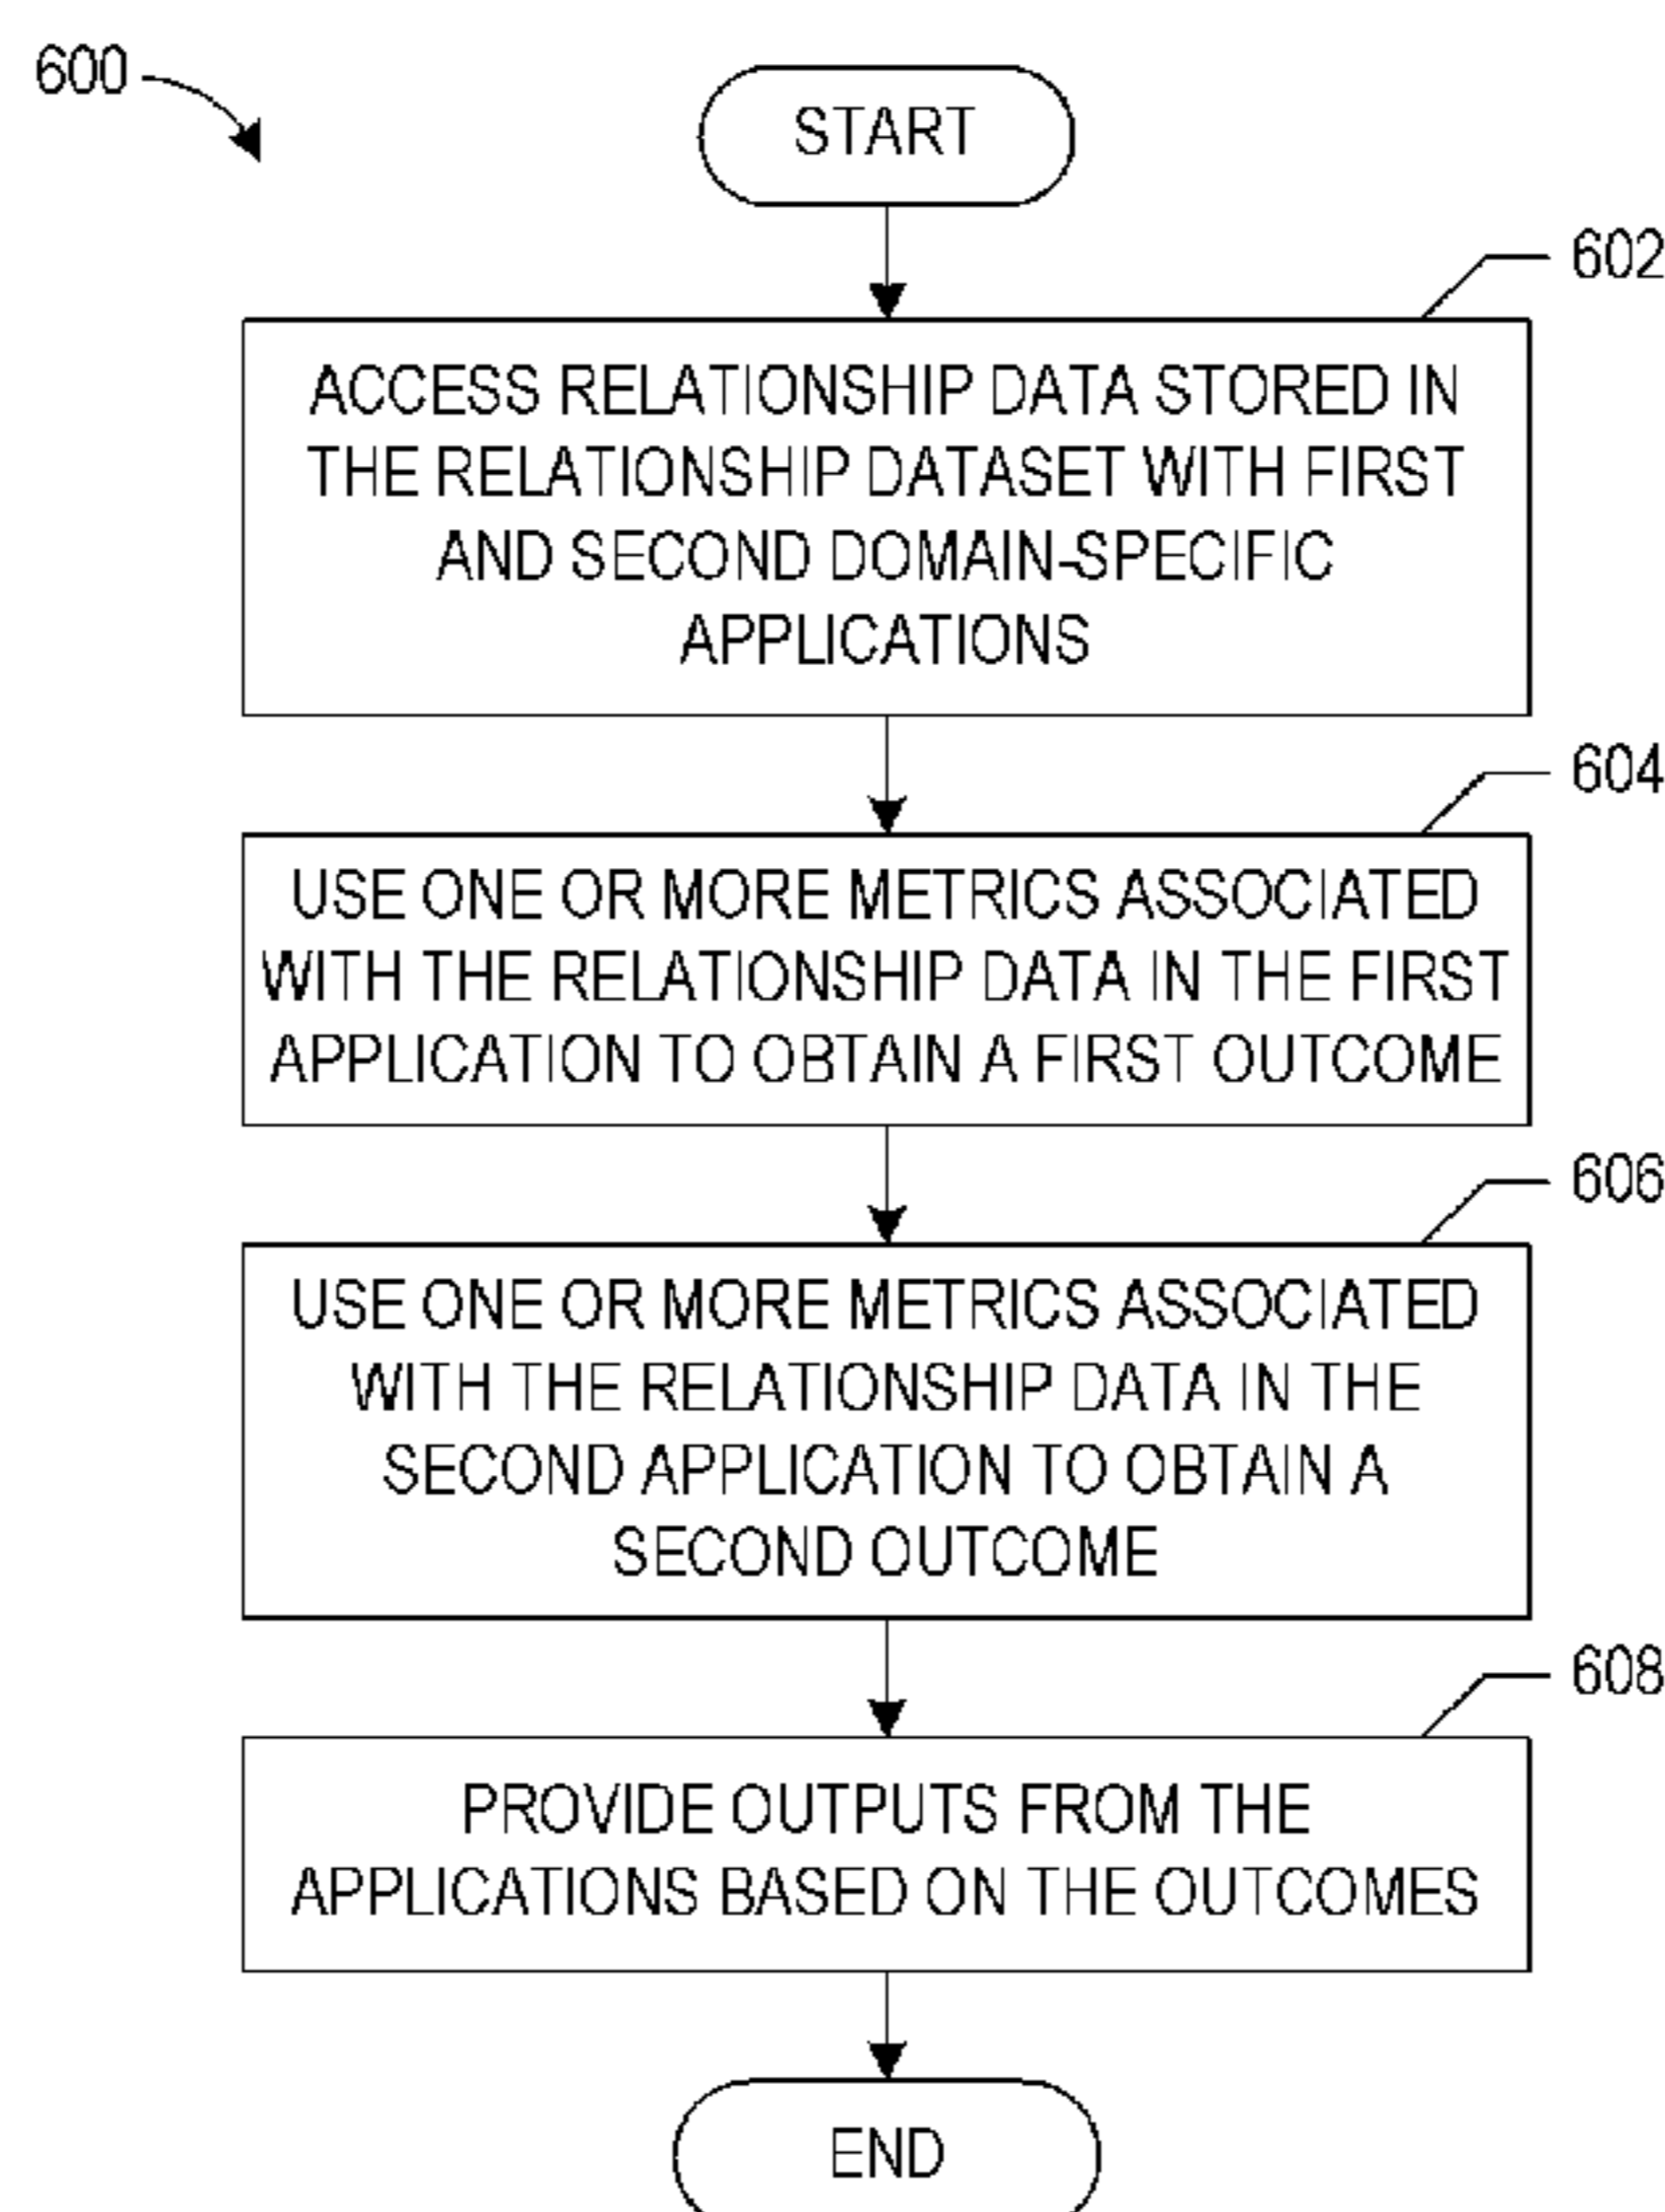 600
START
602
ACCESS RELATIONSHIP DATA STORED IN
THE RELATIONSHIP DATASET WITH FIRST
AND SECOND DOMAIN-SPECIFIC
APPLICATIONS
604
USE ONE OR MORE METRICS ASSOCIATED
WITH THE RELATIONSHIP DATA IN THE FIRST
APPLICATION TO OBTAIN A FIRST OUTCOME
606
USE ONE OR MORE METRICS ASSOCIATED
WITH THE RELATIONSHIP DATA IN THE
SECOND APPLICATION TO OBTAIN A
SECOND OUTCOME
608
PROVIDE OUTPUTS FROM THE
APPLICATIONS BASED ON THE OUTCOMES
END